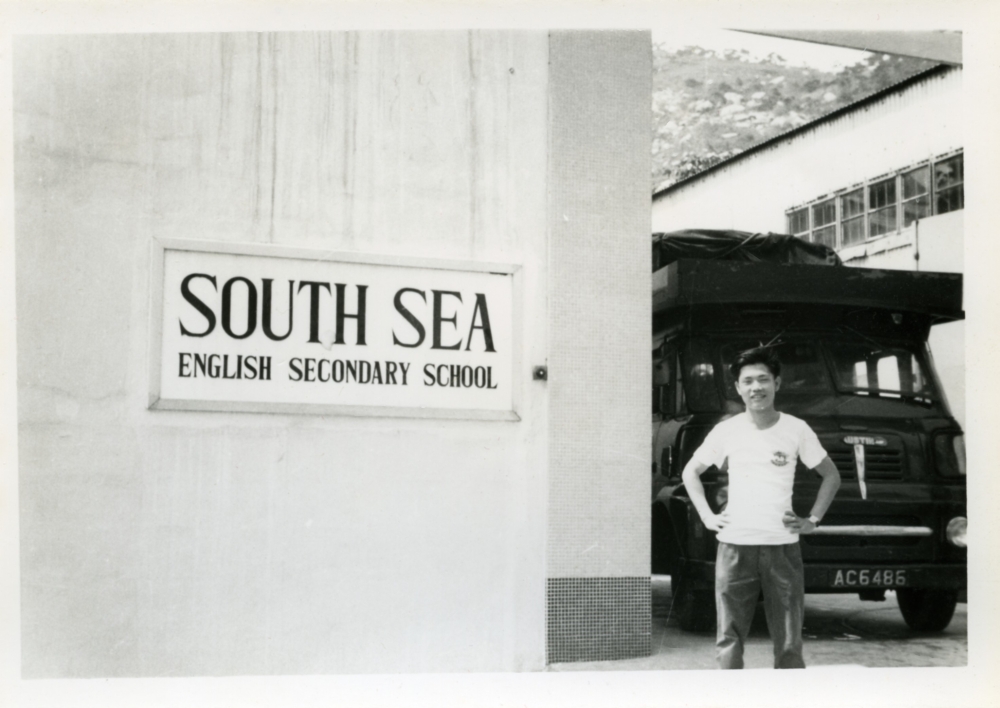 SOUTH SEA
ENGLISH SECONDARY SCHOOL
AC6486